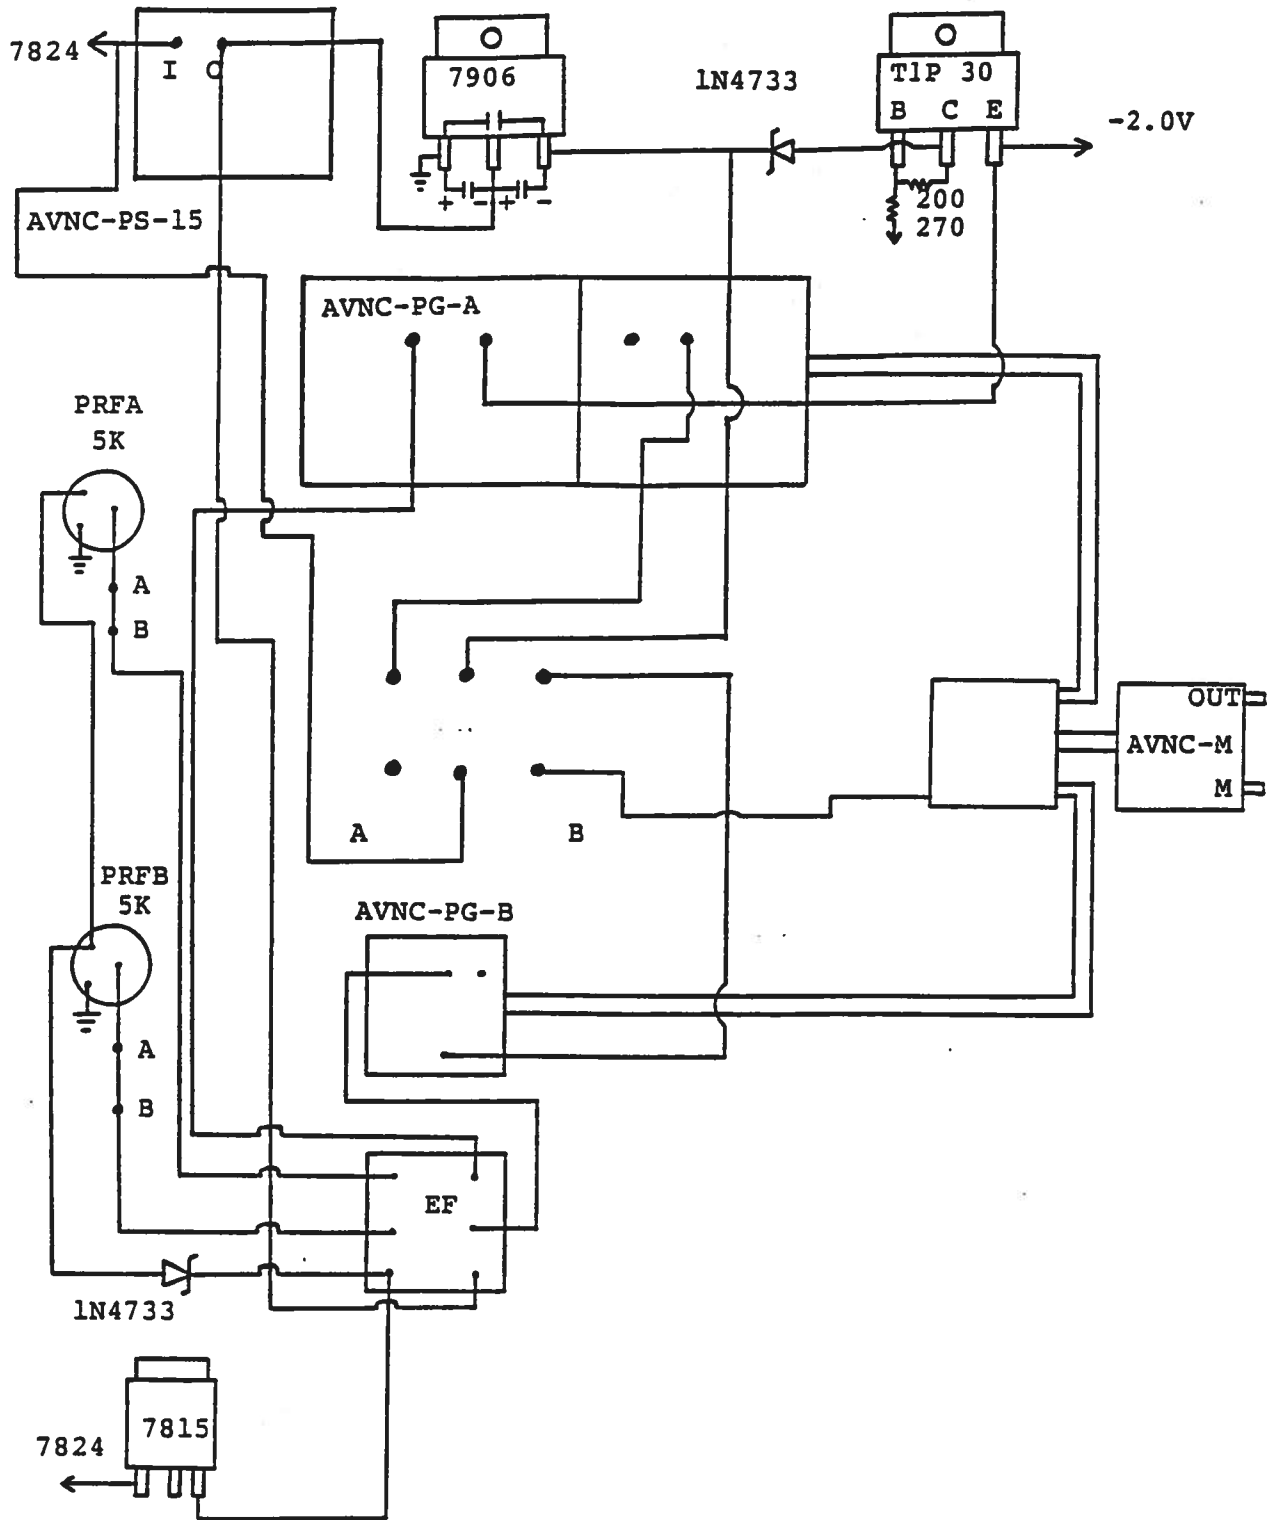 7824
I O
7906
1N4733
TIP 30
B C E
-2.0V
+ - + -
200
270
AVNC-PS-15
AVNC-PG-A
PRFA
5K
A
B
OUT
AVNC-M
M
A B
PRFB
5K
AVNC-PG-B
A
B
EF
1N4733
7815
7824